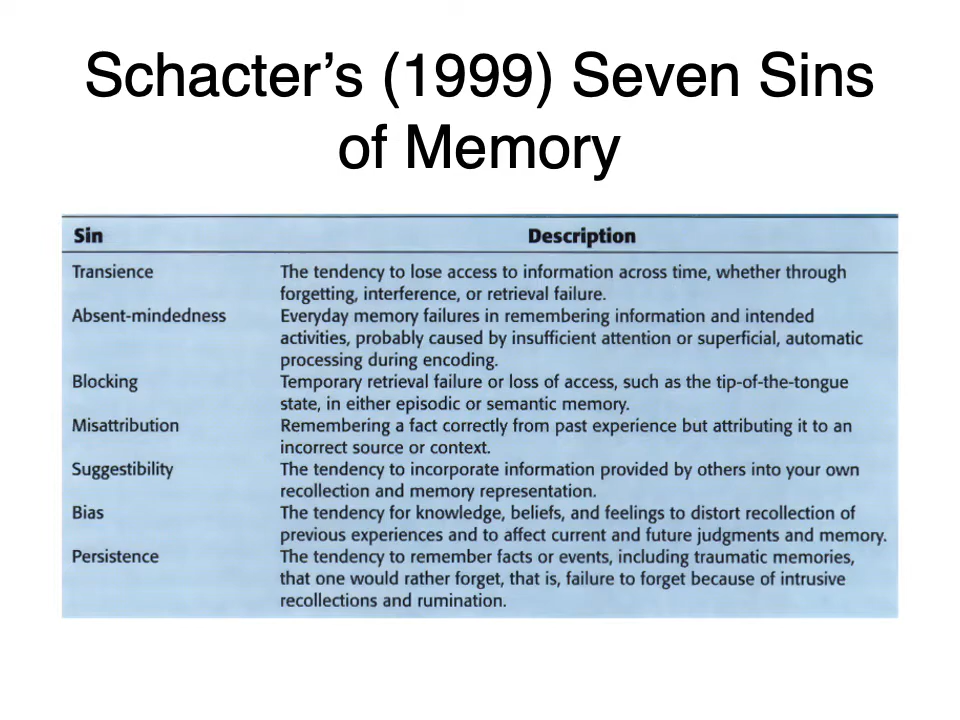 Schacter’s (1999) Seven Sins
of Memory
Sin Description
Transience The tendency to lose access to information across time, whether through
forgetting, interference, or retrieval failure.
Absent-mindedness Everyday memory failures in remembering information and intended
activities, probably caused by insufficient attention or superficial, automatic
processing during encoding.
Blocking Temporary retrieval failure or loss of access, such as the tip-of-the-tongue
state, in either episodic or semantic memory.
Misattribution Remembering a fact correctly from past experience but attributing it to an
incorrect source or context.
Suggestibility The tendency to incorporate information provided by others into your own
recollection and memory representation.
Bias The tendency for knowledge, beliefs, and feelings to distort recollection of
previous experiences and to affect current and future judgments and memory.
Persistence The tendency to remember facts or events, including traumatic memories,
that one would rather forget, that is, failure to forget because of intrusive
recollections and rumination.